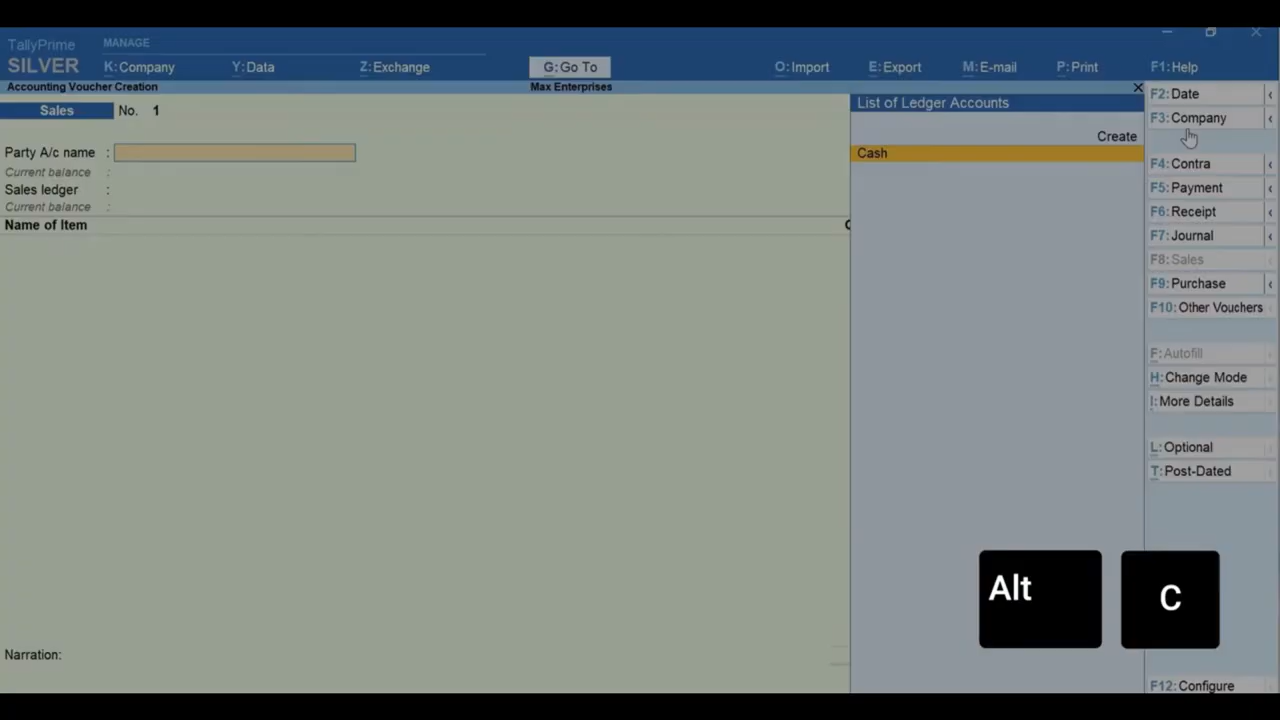 TallyPrime
MANAGE
SILVER
K:Company
Y:Data
Z:Exchange
G:Go To
O:Import
E:Export
M:E-mail
P:Print
F1:Help
Accounting Voucher Creation
Max Enterprises
Sales No. 1
Party A/c name :
Current balance :
Sales ledger :
Current balance :
Name of Item
List of Ledger Accounts
Create
Cash
F2:Date
F3:Company
F4:Contra
F5:Payment
F6:Receipt
F7:Journal
F8:Sales
F9:Purchase
F10:Other Vouchers
F:Autofill
H:Change Mode
I:More Details
L:Optional
T:Post-Dated
Alt
C
Narration:
F12:Configure